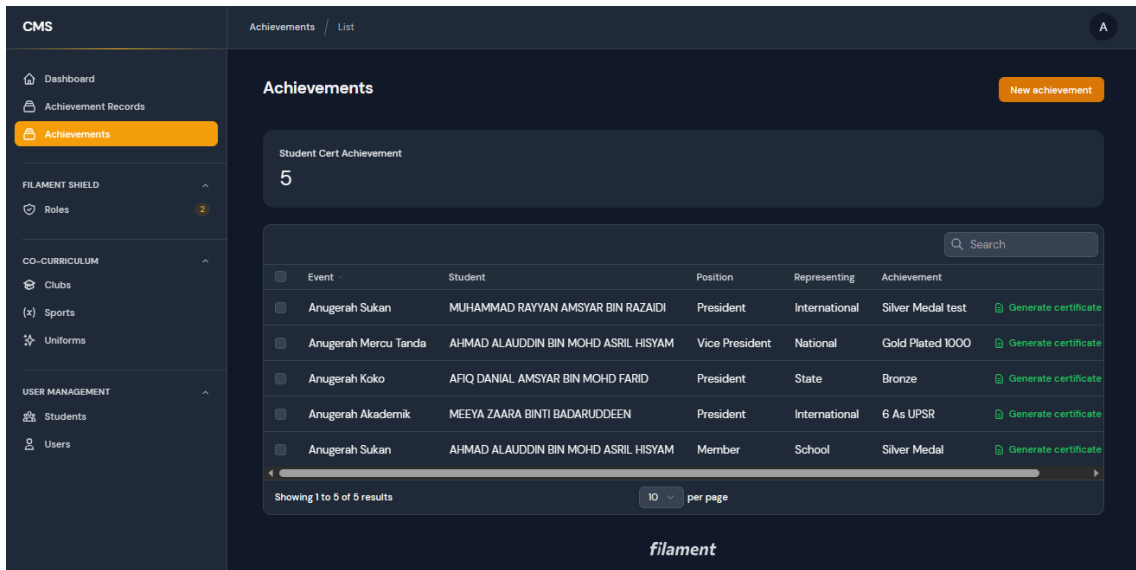 CMS
Achievements / List
A
Dashboard
Achievement Records
Achievements
FILAMENT SHIELD
Roles 2
CO-CURRICULUM
Clubs
(x) Sports
Uniforms
USER MANAGEMENT
Students
Users
Achievements
New achievement
Student Cert Achievement
5
Search
Event Student Position Representing Achievement
Anugerah Sukan MUHAMMAD RAYYAN AMSYAR BIN RAZAIDI President International Silver Medal test Generate certificate
Anugerah Mercu Tanda AHMAD ALAUDDIN BIN MOHD ASRIL HISYAM Vice President National Gold Plated 1000 Generate certificate
Anugerah Koko AFIQ DANIAL AMSYAR BIN MOHD FARID President State Bronze Generate certificate
Anugerah Akademik MEEYA ZAARA BINTI BADARUDDEEN President International 6 As UPSR Generate certificate
Anugerah Sukan AHMAD ALAUDDIN BIN MOHD ASRIL HISYAM Member School Silver Medal Generate certificate
Showing 1 to 5 of 5 results 10 per page
filament